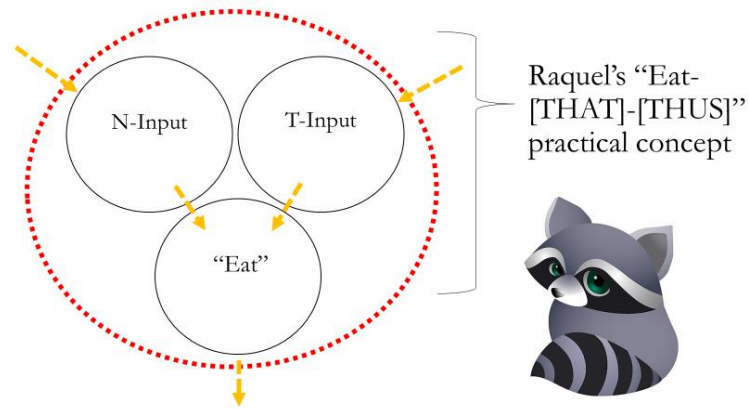 N-Input
T-Input
“Eat”
Raquel’s “Eat-
[THAT]-[THUS]”
practical concept